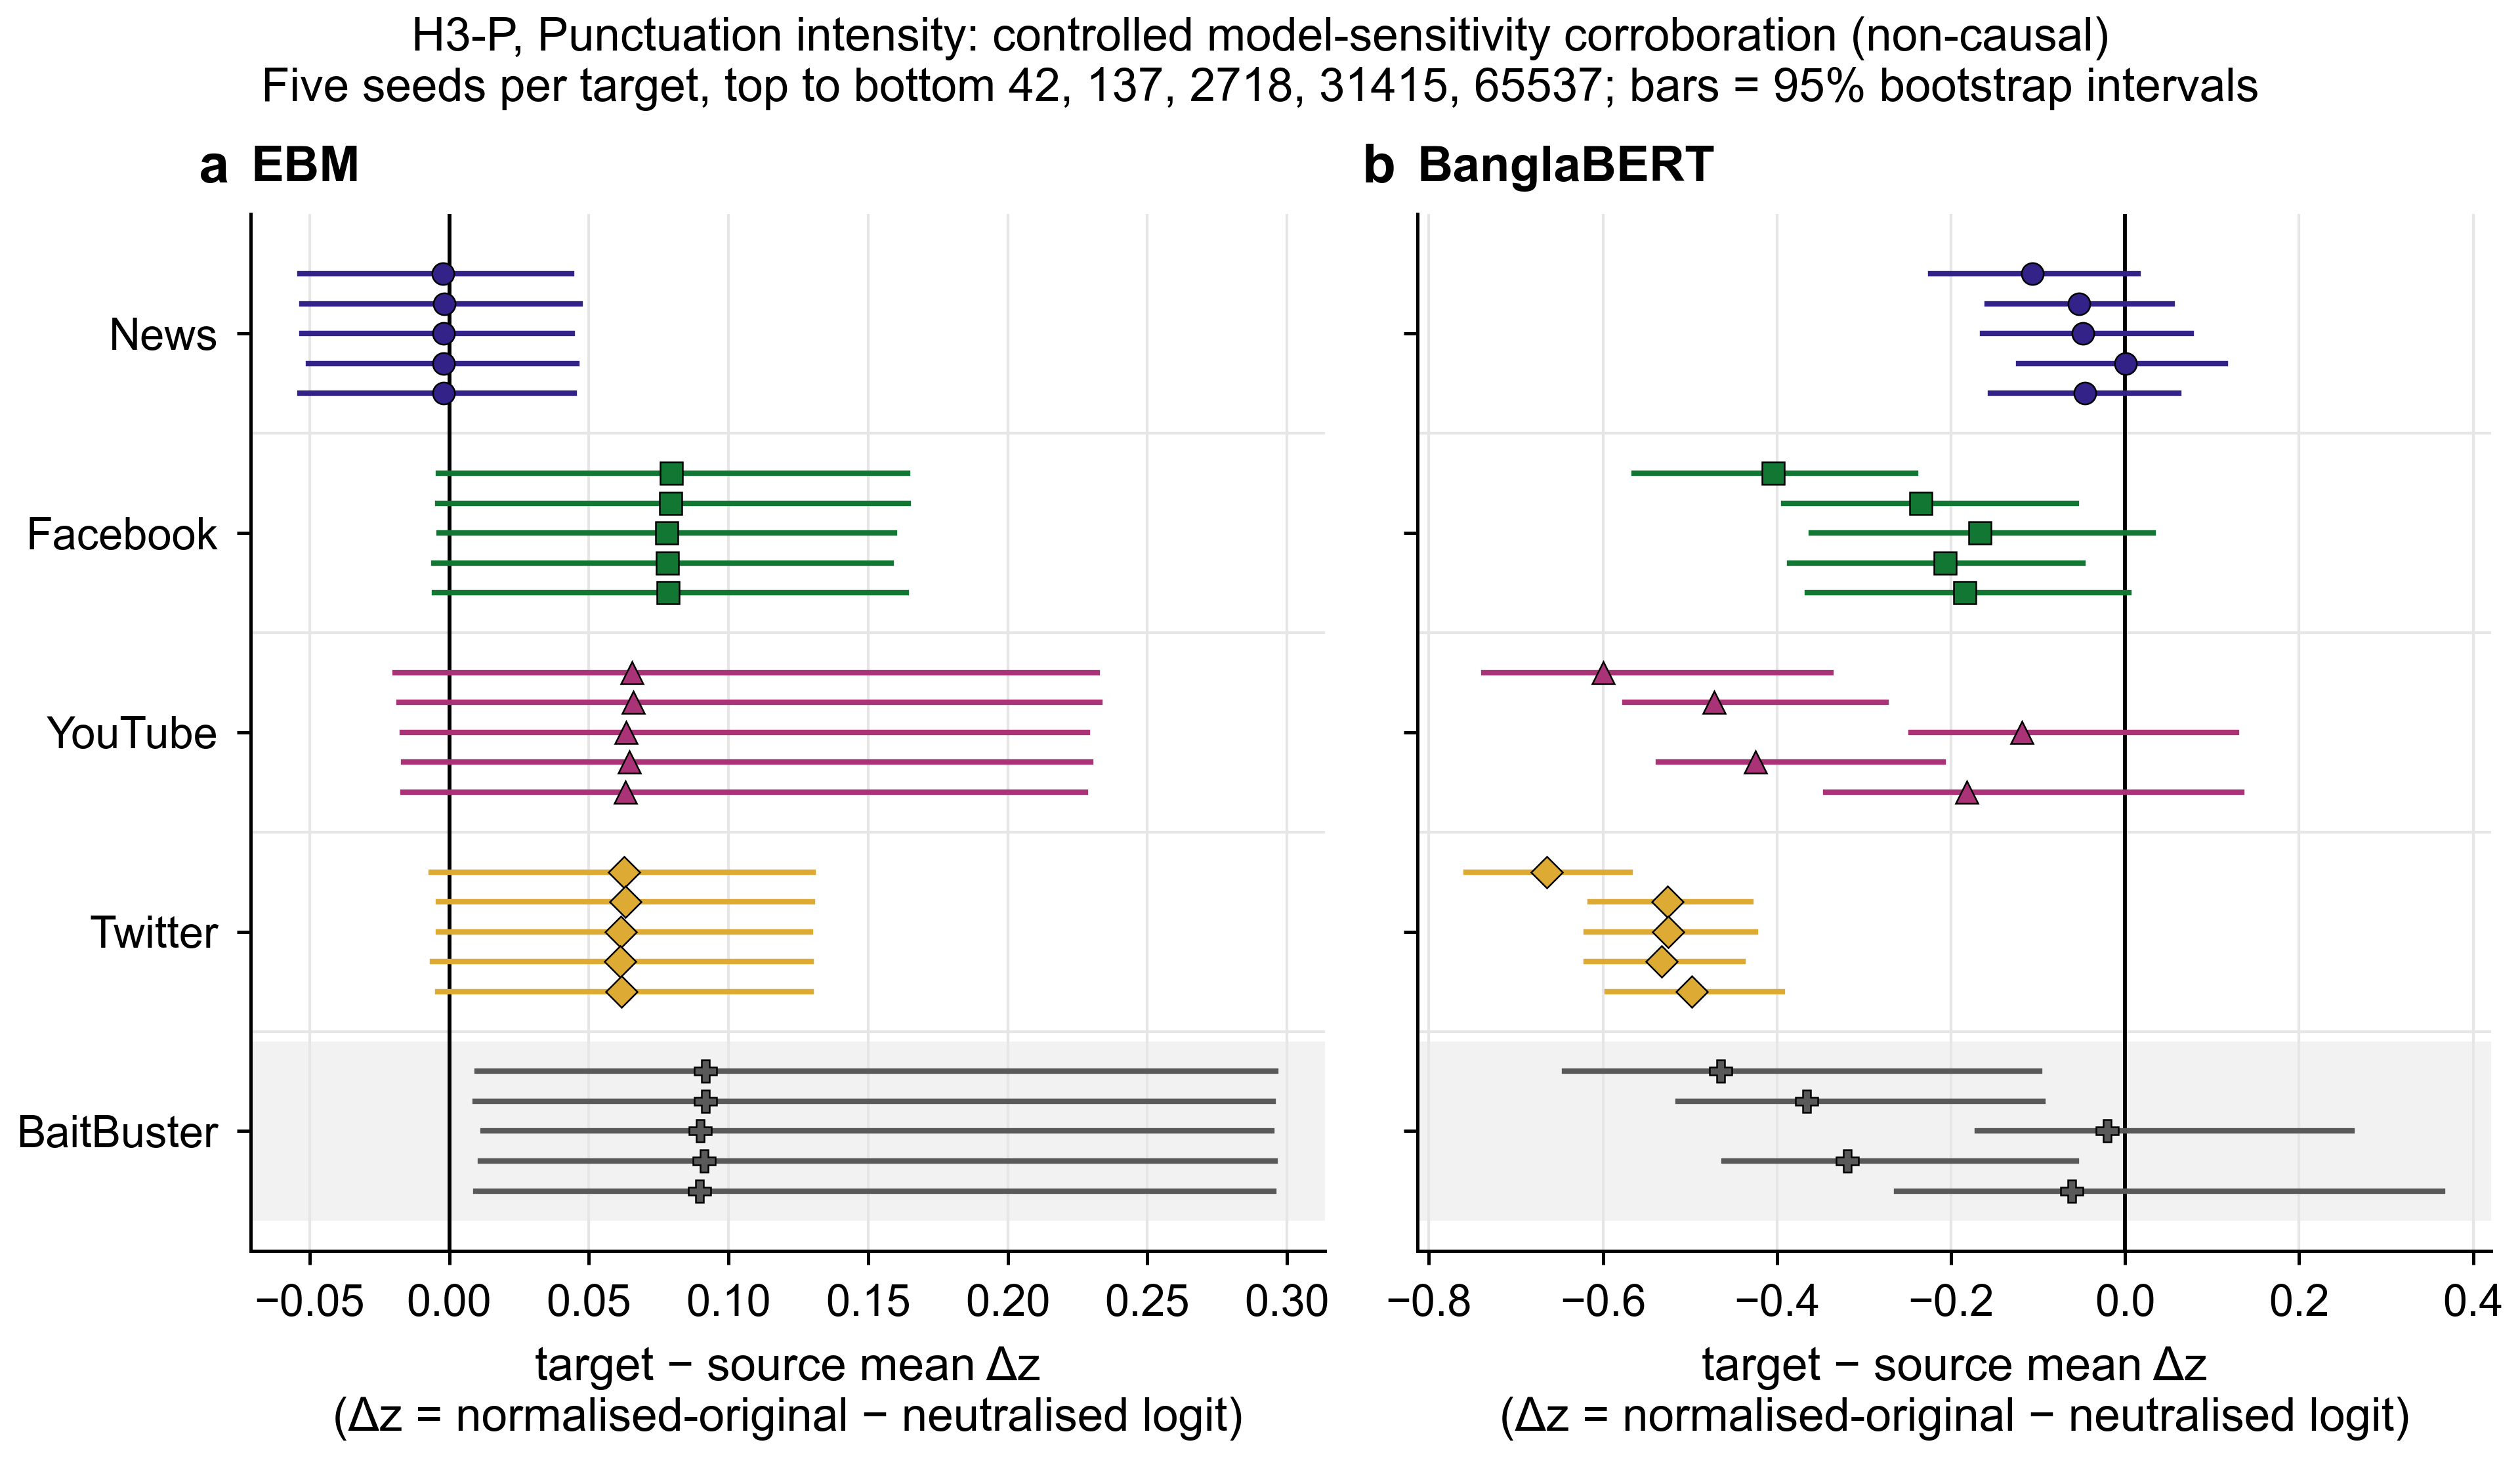 H3-P, Punctuation intensity: controlled model-sensitivity corroboration (non-causal)
Five seeds per target, top to bottom 42, 137, 2718, 31415, 65537; bars = 95% bootstrap intervals
a EBM
News
Facebook
YouTube
Twitter
BaitBuster
−0.05 0.00 0.05 0.10 0.15 0.20 0.25 0.30
target − source mean Δz
(Δz = normalised-original − neutralised logit)
b BanglaBERT
−0.8 −0.6 −0.4 −0.2 0.0 0.2 0.4
target − source mean Δz
(Δz = normalised-original − neutralised logit)